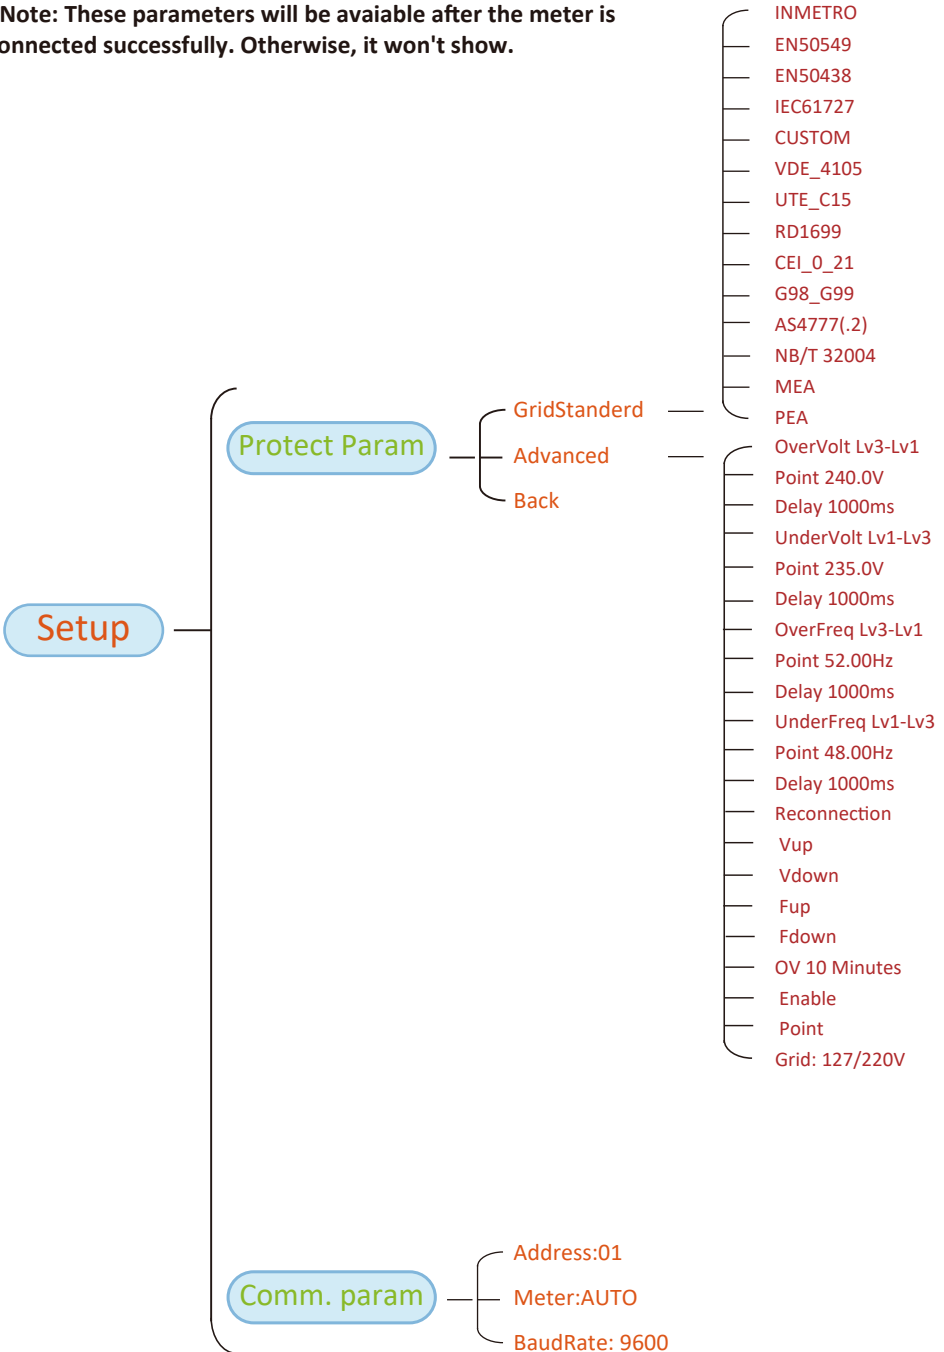 Note: These parameters will be avaiable after the meter is
onnected successfully. Otherwise, it won't show.
Setup
Protect Param
GridStanderd
INMETRO
EN50549
EN50438
IEC61727
CUSTOM
VDE_4105
UTE_C15
RD1699
CEI_0_21
G98_G99
AS4777(.2)
NB/T 32004
MEA
PEA
Advanced
OverVolt Lv3-Lv1
Point 240.0V
Delay 1000ms
UnderVolt Lv1-Lv3
Point 235.0V
Delay 1000ms
OverFreq Lv3-Lv1
Point 52.00Hz
Delay 1000ms
UnderFreq Lv1-Lv3
Point 48.00Hz
Delay 1000ms
Reconnection
Vup
Vdown
Fup
Fdown
OV 10 Minutes
Enable
Point
Grid: 127/220V
Back
Comm. param
Address:01
Meter:AUTO
BaudRate: 9600